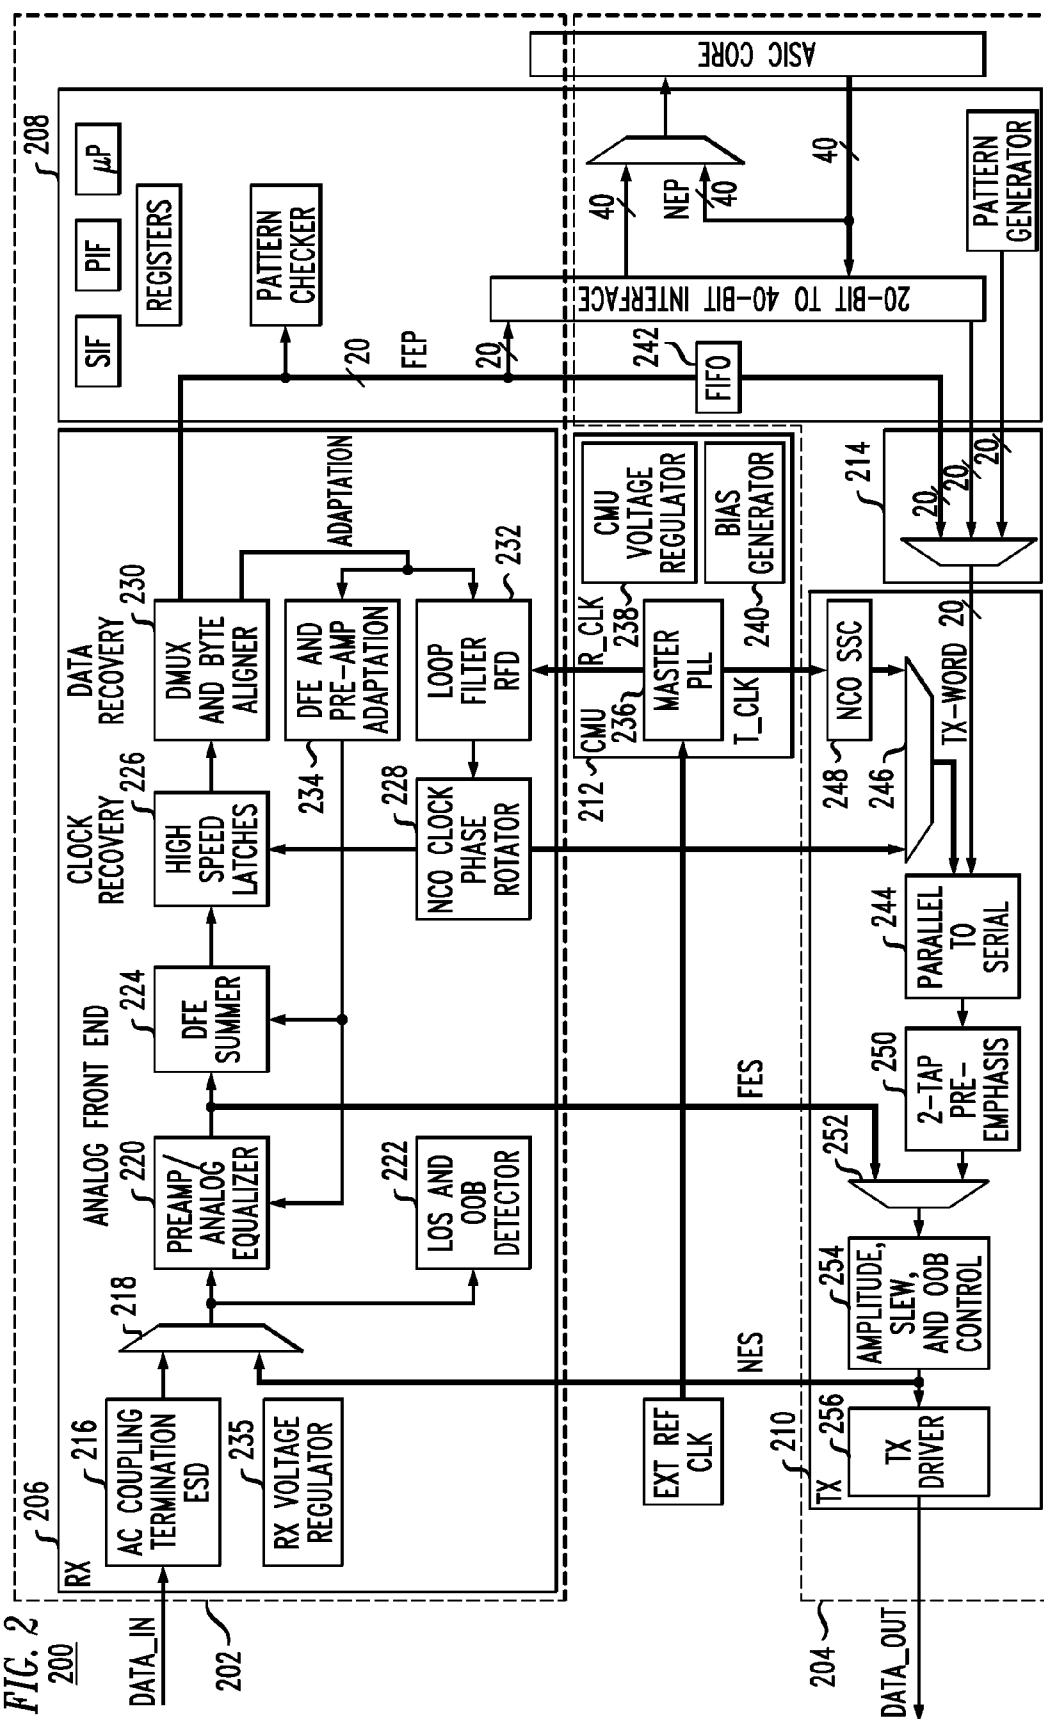 FIG. 2
200
DATA_IN
202
206
RX
216
AC COUPLING
TERMINATION
ESD
235
RX VOLTAGE
REGULATOR
218
ANALOG FRONT END
220
PREAMP/
ANALOG
EQUALIZER
222
LOS AND
OOB
DETECTOR
224
DFE
SUMMER
CLOCK
RECOVERY
226
HIGH
SPEED
LATCHES
228
NCO CLOCK
PHASE
ROTATOR
DATA
RECOVERY
230
DMUX
AND BYTE
ALIGNER
234
DFE AND
PRE-AMP
ADAPTATION
ADAPTATION
232
LOOP
FILTER
RFD
208
SIF
PIF
µP
REGISTERS
PATTERN
CHECKER
20
FEP
20
20-BIT TO 40-BIT INTERFACE
40
NEP
40
40
ASIC CORE
242
FIFO
PATTERN
GENERATOR
EXT REF
CLK
212
CMU
236
MASTER
PLL
R_CLK
T_CLK
238
CMU
VOLTAGE
REGULATOR
240
BIAS
GENERATOR
214
20
20
20
NES
FES
204
DATA_OUT
210
TX
256
TX
DRIVER
254
AMPLITUDE,
SLEW,
AND OOB
CONTROL
252
250
2-TAP
PRE-
EMPHASIS
244
PARALLEL
TO
SERIAL
246
248
NCO SSC
TX-WORD
20